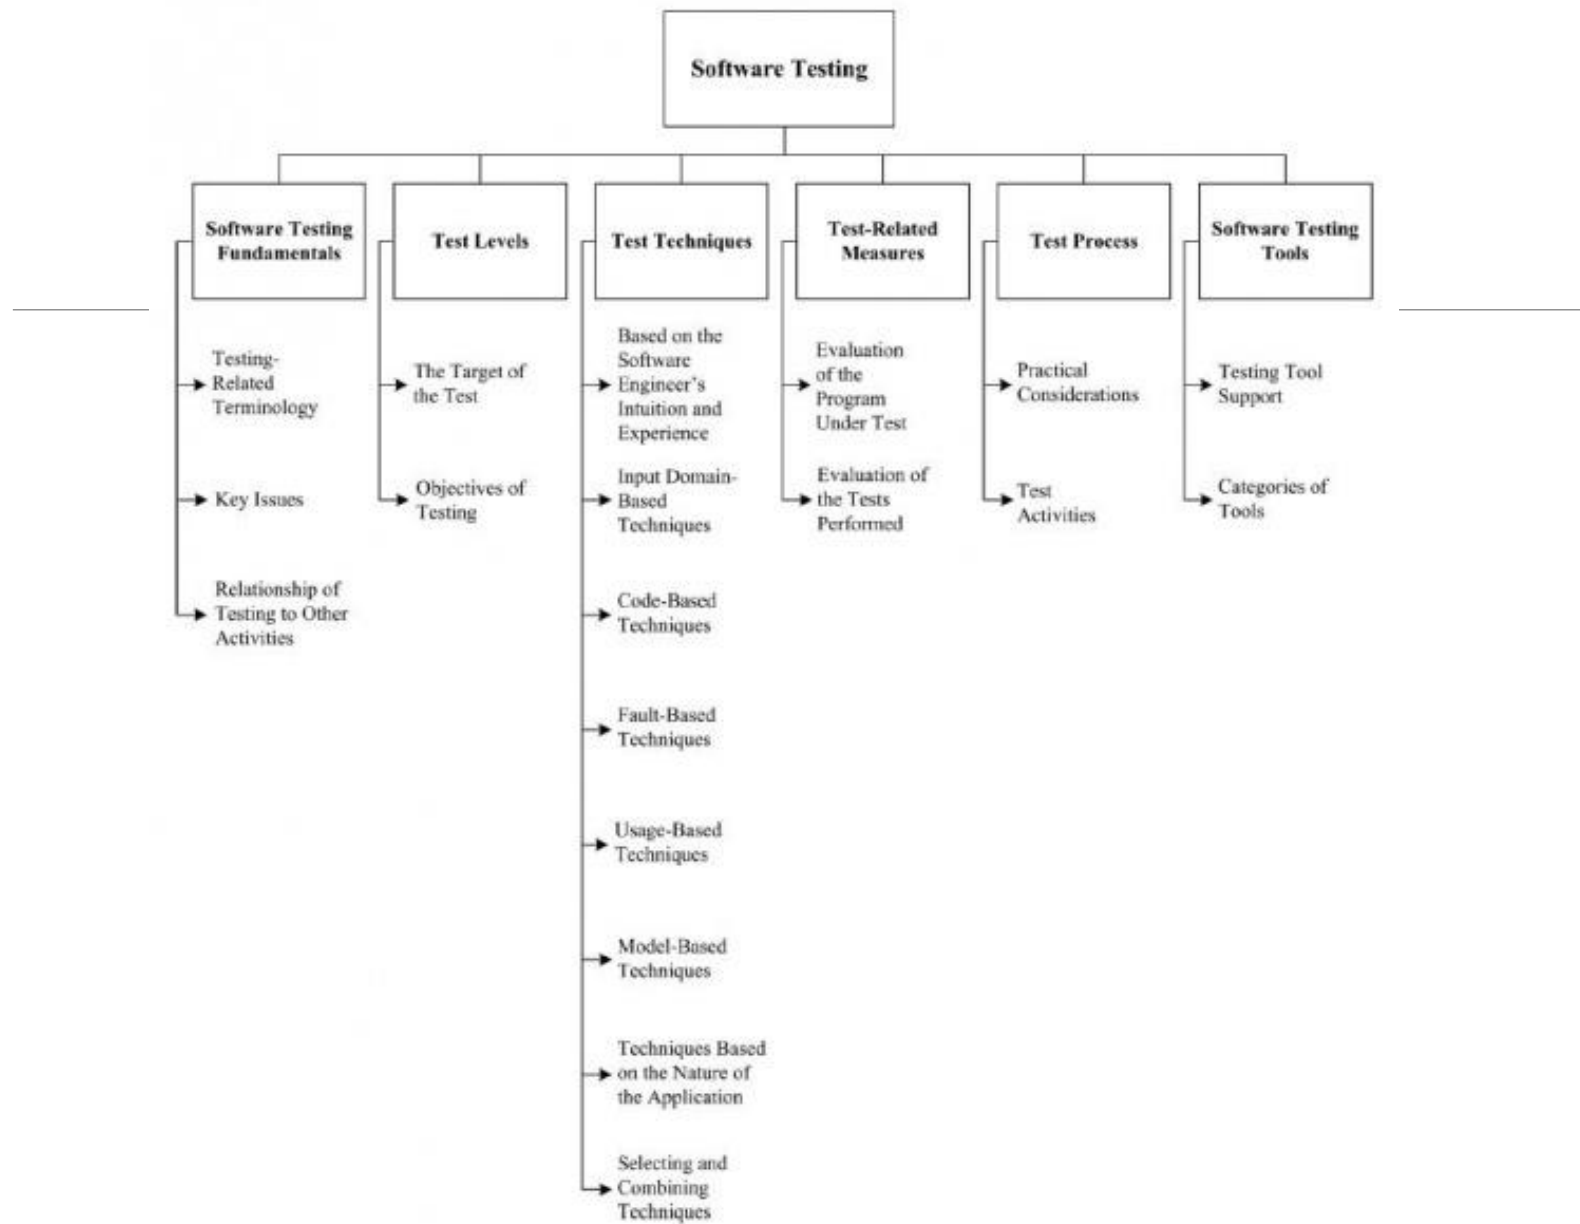 Software Testing
Software Testing
Fundamentals
Testing-
Related
Terminology
Key Issues
Relationship of
Testing to Other
Activities
Test Levels
The Target of
the Test
Objectives of
Testing
Test Techniques
Based on the
Software
Engineer's
Intuition and
Experience
Input Domain-
Based
Techniques
Code-Based
Techniques
Fault-Based
Techniques
Usage-Based
Techniques
Model-Based
Techniques
Techniques Based
on the Nature of
the Application
Selecting and
Combining
Techniques
Test-Related
Measures
Evaluation
of the
Program
Under Test
Evaluation of
the Tests
Performed
Test Process
Practical
Considerations
Test
Activities
Software Testing
Tools
Testing Tool
Support
Categories of
Tools